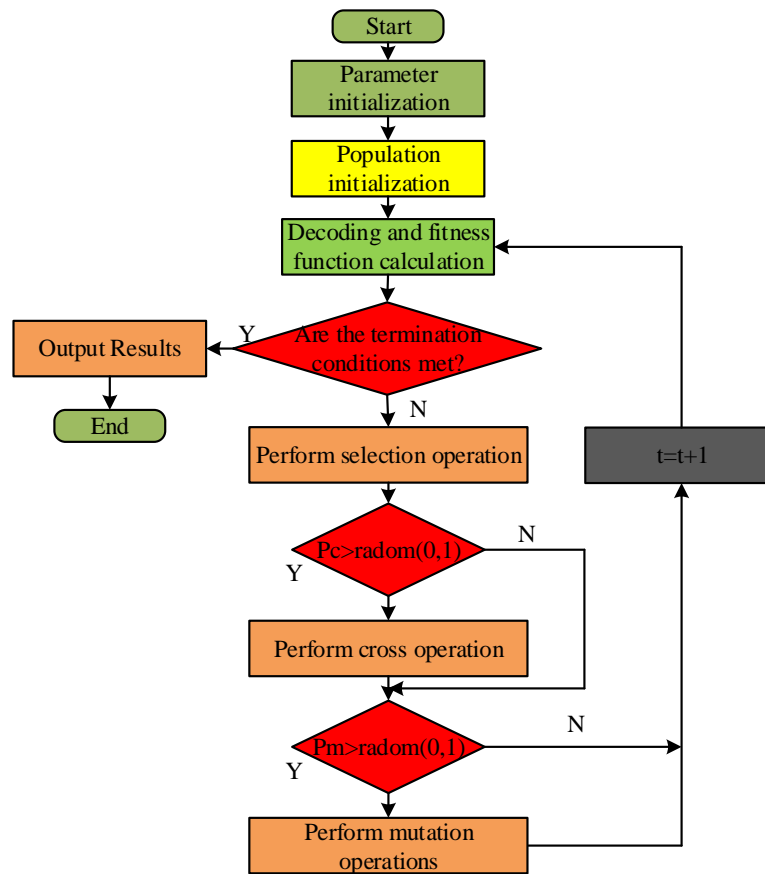 Start
Parameter
initialization
Population
initialization
Decoding and fitness
function calculation
Are the termination
conditions met?
Y
Output Results
End
N
Perform selection operation
t=t+1
Pc>radom(0,1)
N
Y
Perform cross operation
Pm>radom(0,1)
N
Y
Perform mutation
operations